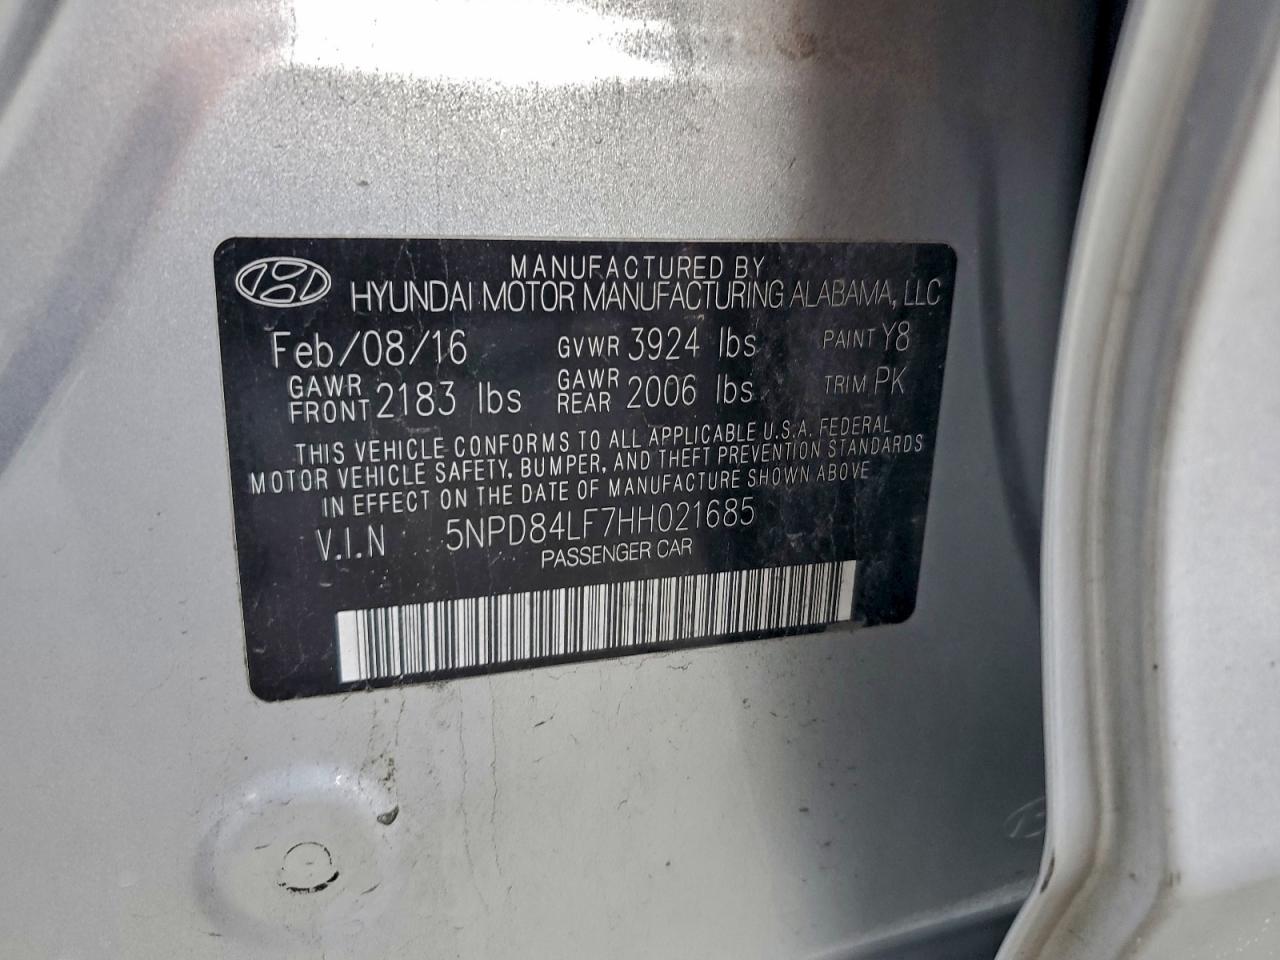 MANUFACTURED BY
HYUNDAI MOTOR MANUFACTURING ALABAMA, LLC
Feb/08/16 GVWR 3924 lbs PAINT Y8
GAWR FRONT 2183 lbs GAWR REAR 2006 lbs TRIM PK
THIS VEHICLE CONFORMS TO ALL APPLICABLE U.S.A. FEDERAL
MOTOR VEHICLE SAFETY, BUMPER, AND THEFT PREVENTION STANDARDS
IN EFFECT ON THE DATE OF MANUFACTURE SHOWN ABOVE
V.I.N 5NPD84LF7HH021685
PASSENGER CAR